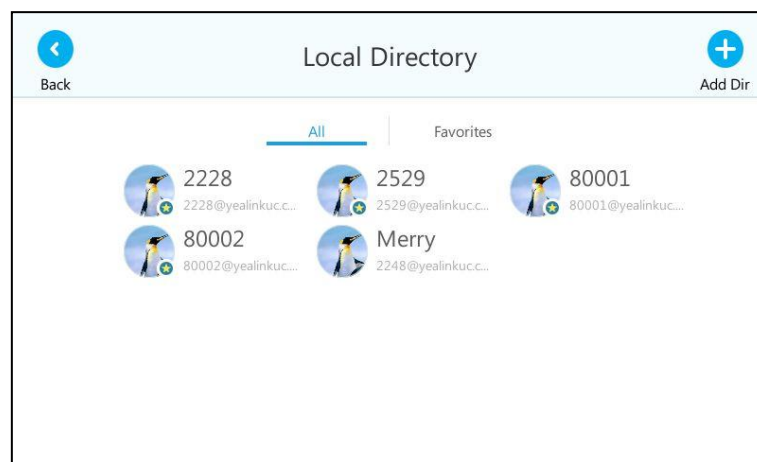 Local Directory
Back
Add Dir
All
Favorites
2228
2228@yealinkuc.c...
2529
2529@yealinkuc.c...
80001
80001@yealinkuc....
80002
80002@yealinkuc....
Merry
2248@yealinkuc.c...